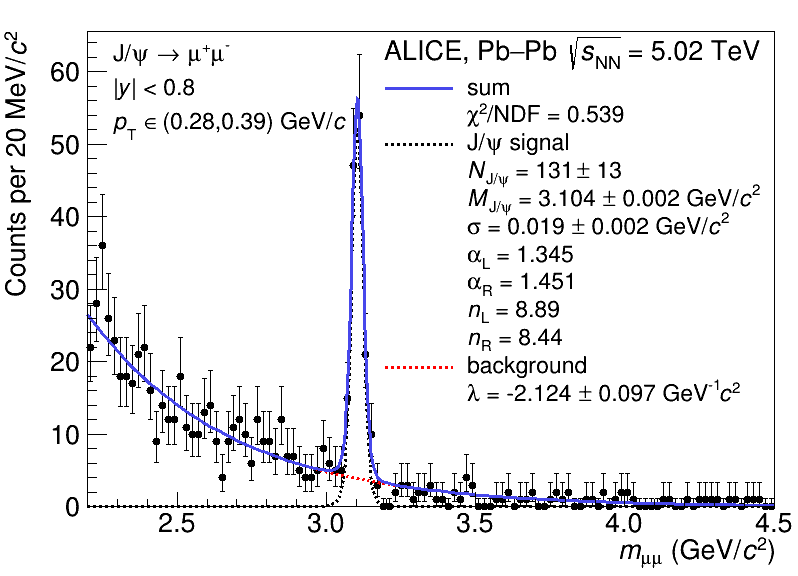 J/ψ → μ⁺μ⁻
|y| < 0.8
p_T ∈ (0.28,0.39) GeV/c
ALICE, Pb–Pb √s_NN = 5.02 TeV
sum
χ²/NDF = 0.539
J/ψ signal
N_J/ψ = 131 ± 13
M_J/ψ = 3.104 ± 0.002 GeV/c²
σ = 0.019 ± 0.002 GeV/c²
α_L = 1.345
α_R = 1.451
n_L = 8.89
n_R = 8.44
background
λ = -2.124 ± 0.097 GeV⁻¹c²
Counts per 20 MeV/c²
60
50
40
30
20
10
0
2.5 3.0 3.5 4.0 4.5
m_μμ (GeV/c²)